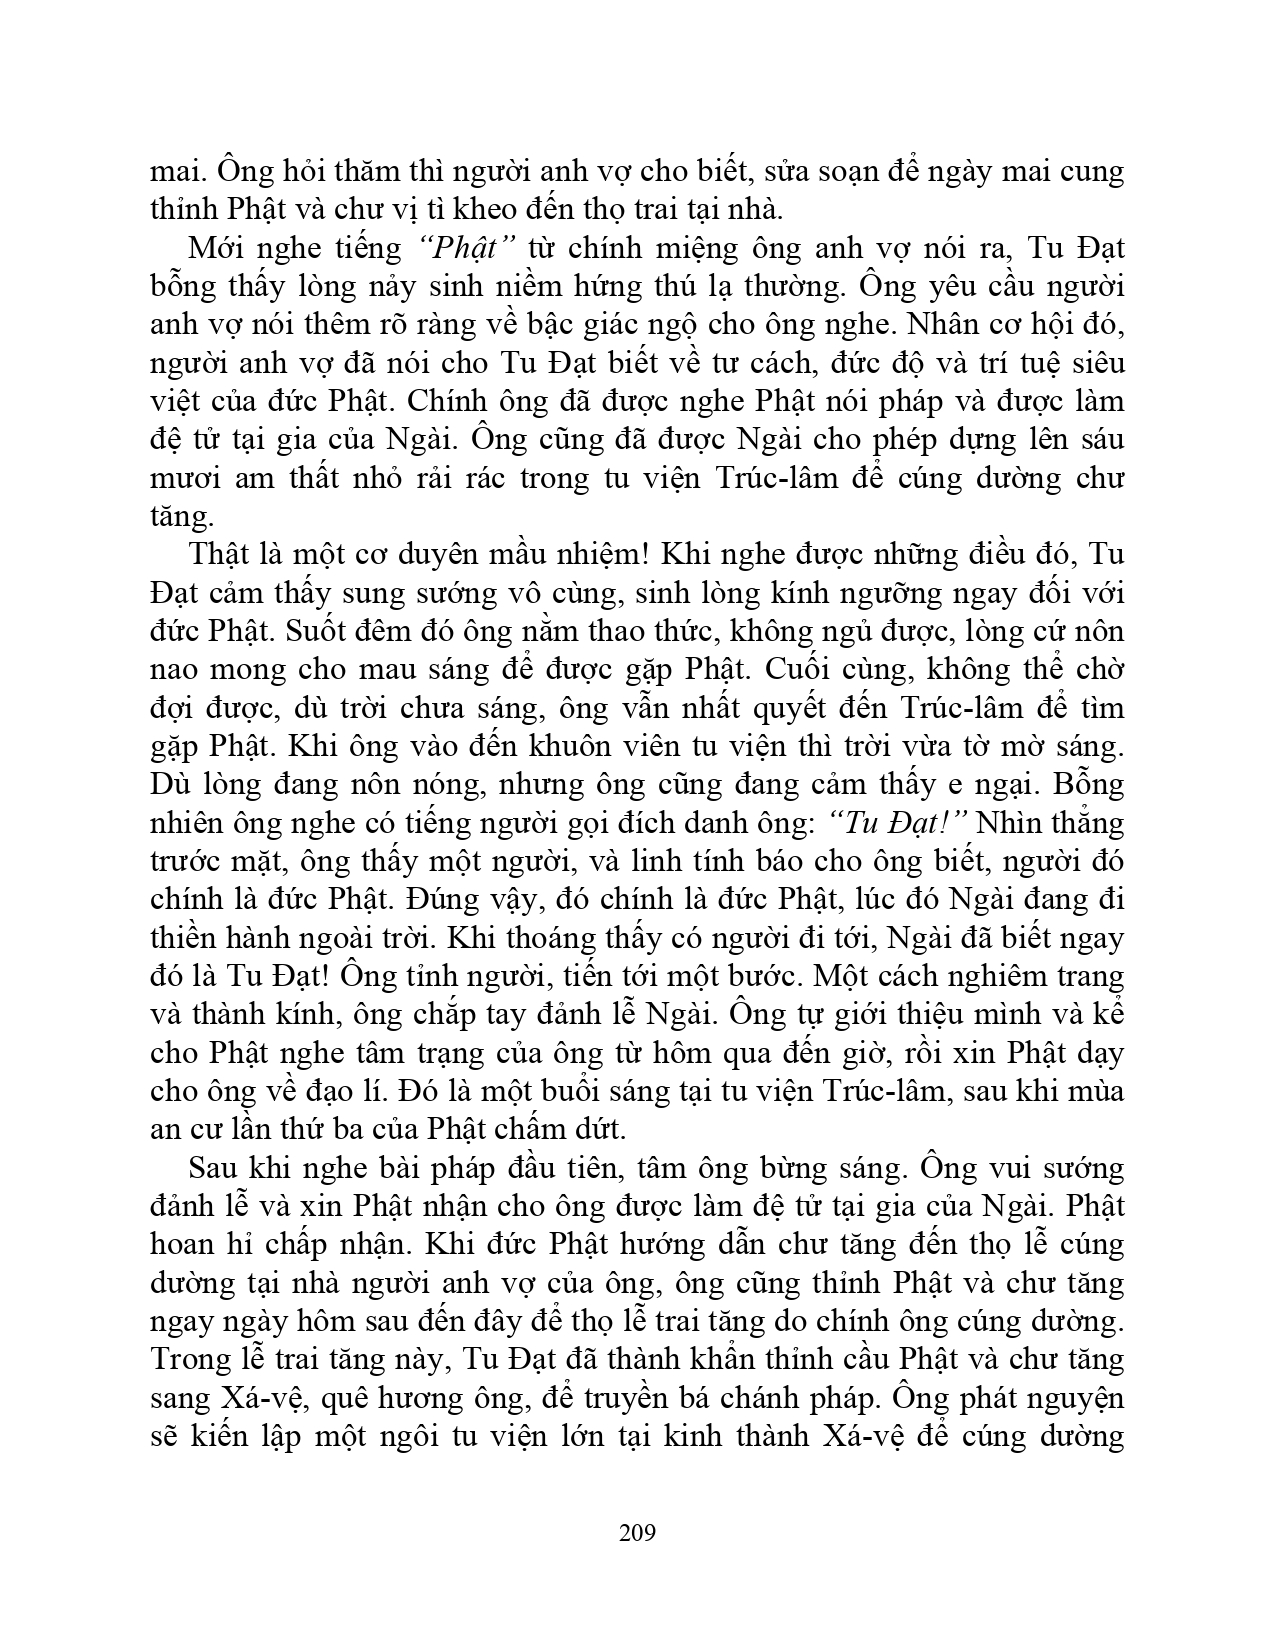 mai. Ông hỏi thăm thì người anh vợ cho biết, sửa soạn để ngày mai cung
thỉnh Phật và chư vị tì kheo đến thọ trai tại nhà.
Mới nghe tiếng “Phật” từ chính miệng ông anh vợ nói ra, Tu Đạt
bỗng thấy lòng nảy sinh niềm hứng thú lạ thường. Ông yêu cầu người
anh vợ nói thêm rõ ràng về bậc giác ngộ cho ông nghe. Nhân cơ hội đó,
người anh vợ đã nói cho Tu Đạt biết về tư cách, đức độ và trí tuệ siêu
việt của đức Phật. Chính ông đã được nghe Phật nói pháp và được làm
đệ tử tại gia của Ngài. Ông cũng đã được Ngài cho phép dựng lên sáu
mươi am thất nhỏ rải rác trong tu viện Trúc-lâm để cúng dường chư
tăng.
Thật là một cơ duyên mầu nhiệm! Khi nghe được những điều đó, Tu
Đạt cảm thấy sung sướng vô cùng, sinh lòng kính ngưỡng ngay đối với
đức Phật. Suốt đêm đó ông nằm thao thức, không ngủ được, lòng cứ nôn
nao mong cho mau sáng để được gặp Phật. Cuối cùng, không thể chờ
đợi được, dù trời chưa sáng, ông vẫn nhất quyết đến Trúc-lâm để tìm
gặp Phật. Khi ông vào đến khuôn viên tu viện thì trời vừa tờ mờ sáng.
Dù lòng đang nôn nóng, nhưng ông cũng đang cảm thấy e ngại. Bỗng
nhiên ông nghe có tiếng người gọi đích danh ông: “Tu Đạt!” Nhìn thẳng
trước mặt, ông thấy một người, và linh tính báo cho ông biết, người đó
chính là đức Phật. Đúng vậy, đó chính là đức Phật, lúc đó Ngài đang đi
thiền hành ngoài trời. Khi thoáng thấy có người đi tới, Ngài đã biết ngay
đó là Tu Đạt! Ông tỉnh người, tiến tới một bước. Một cách nghiêm trang
và thành kính, ông chắp tay đảnh lễ Ngài. Ông tự giới thiệu mình và kể
cho Phật nghe tâm trạng của ông từ hôm qua đến giờ, rồi xin Phật dạy
cho ông về đạo lí. Đó là một buổi sáng tại tu viện Trúc-lâm, sau khi mùa
an cư lần thứ ba của Phật chấm dứt.
Sau khi nghe bài pháp đầu tiên, tâm ông bừng sáng. Ông vui sướng
đảnh lễ và xin Phật nhận cho ông được làm đệ tử tại gia của Ngài. Phật
hoan hỉ chấp nhận. Khi đức Phật hướng dẫn chư tăng đến thọ lễ cúng
dường tại nhà người anh vợ của ông, ông cũng thỉnh Phật và chư tăng
ngay ngày hôm sau đến đây để thọ lễ trai tăng do chính ông cúng dường.
Trong lễ trai tăng này, Tu Đạt đã thành khẩn thỉnh cầu Phật và chư tăng
sang Xá-vệ, quê hương ông, để truyền bá chánh pháp. Ông phát nguyện
sẽ kiến lập một ngôi tu viện lớn tại kinh thành Xá-vệ để cúng dường
209